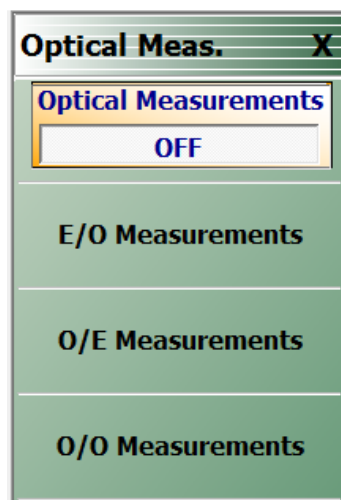 Optical Meas. X
Optical Measurements
OFF
E/O Measurements
O/E Measurements
O/O Measurements